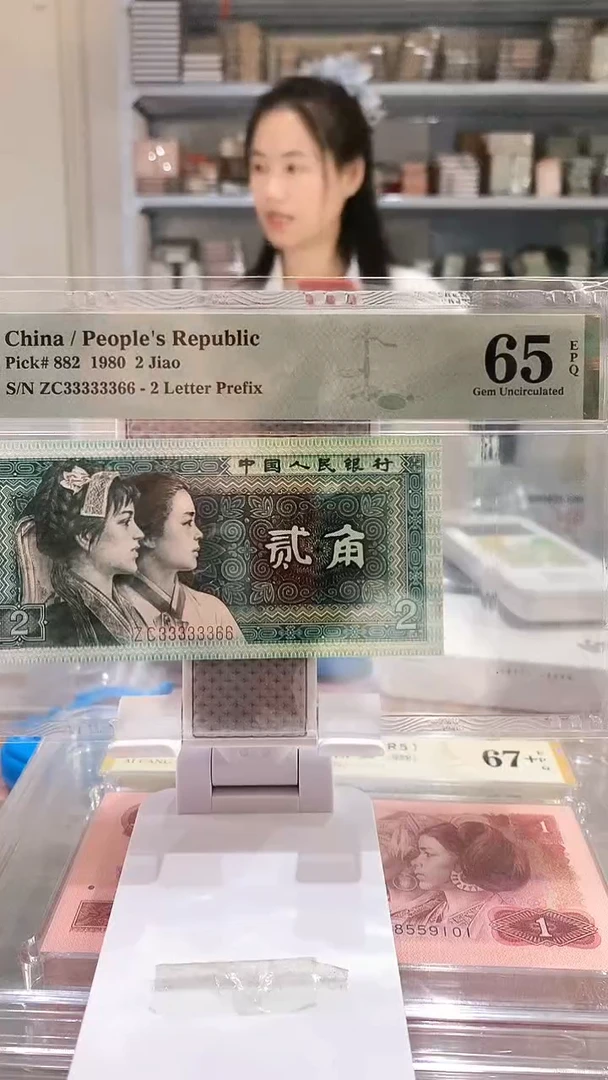 China / People's Republic
Pick# 882 1980 2 Jiao
S/N ZC33333366 - 2 Letter Prefix
65
EPQ
Gem Uncirculated
中国人民银行
贰角
2
2
ZC33333366
67+
EPQ
1
8559101
1